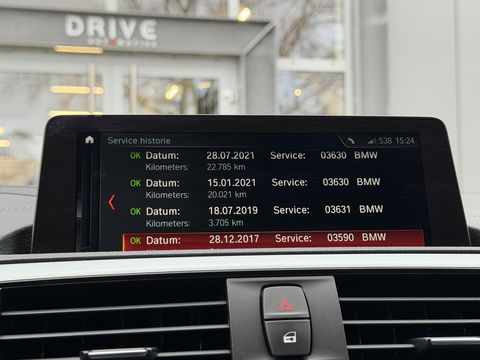 DRIVE
Service historie
538 15:24
OK Datum: 28.07.2021 Service: 03630 BMW
Kilometers: 22.785 km
OK Datum: 15.01.2021 Service: 03630 BMW
Kilometers: 20.021 km
OK Datum: 18.07.2019 Service: 03631 BMW
Kilometers: 3.705 km
OK Datum: 28.12.2017 Service: 03590 BMW